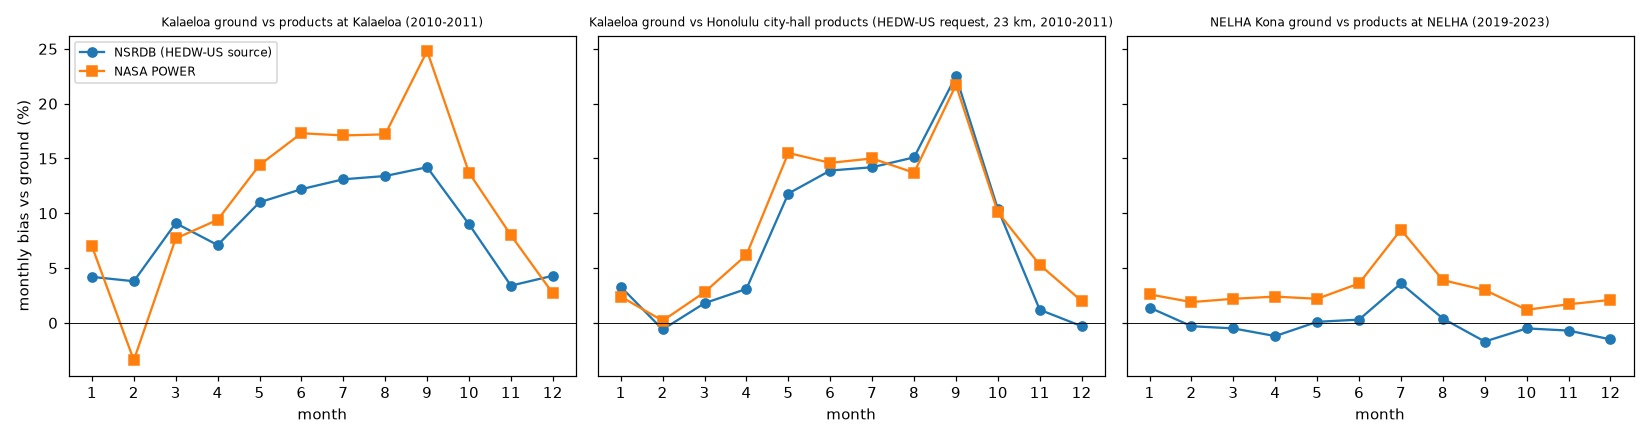 Kalaeloa ground vs products at Kalaeloa (2010-2011)
Kalaeloa ground vs Honolulu city-hall products (HEDW-US request, 23 km, 2010-2011)
NELHA Kona ground vs products at NELHA (2019-2023)
NSRDB (HEDW-US source)
NASA POWER
monthly bias vs ground (%)
25
20
15
10
5
0
1 2 3 4 5 6 7 8 9 10 11 12
1 2 3 4 5 6 7 8 9 10 11 12
1 2 3 4 5 6 7 8 9 10 11 12
month
month
month